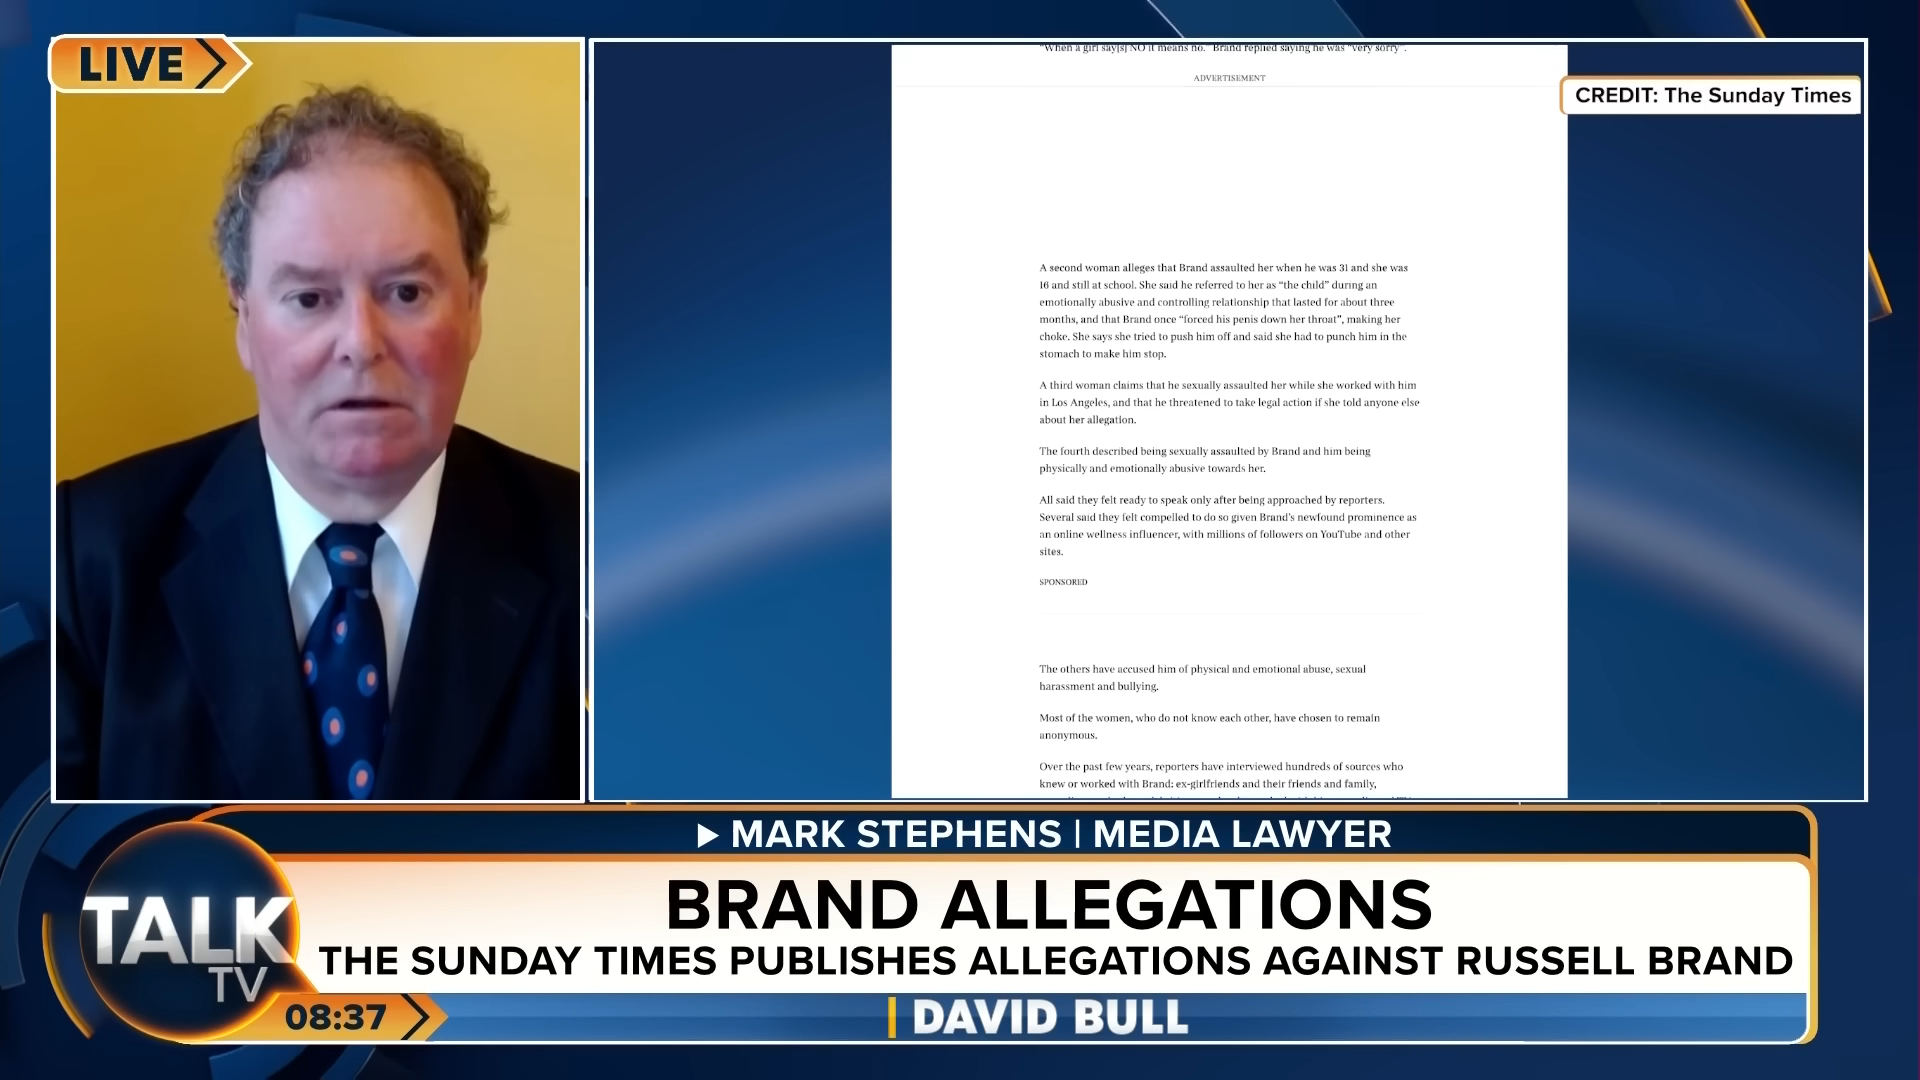 LIVE
"When a girl say[s] NO it means no." Brand replied saying he was "very sorry".
ADVERTISEMENT
CREDIT: The Sunday Times
A second woman alleges that Brand assaulted her when he was 31 and she was
16 and still at school. She said he referred to her as “the child” during an
emotionally abusive and controlling relationship that lasted for about three
months, and that Brand once “forced his penis down her throat”, making her
choke. She says she tried to push him off and said she had to punch him in the
stomach to make him stop.
A third woman claims that he sexually assaulted her while she worked with him
in Los Angeles, and that he threatened to take legal action if she told anyone else
about her allegation.
The fourth described being sexually assaulted by Brand and him being
physically and emotionally abusive towards her.
All said they felt ready to speak only after being approached by reporters.
Several said they felt compelled to do so given Brand’s newfound prominence as
an online wellness influencer, with millions of followers on YouTube and other
sites.
SPONSORED
The others have accused him of physical and emotional abuse, sexual
harassment and bullying.
Most of the women, who do not know each other, have chosen to remain
anonymous.
Over the past few years, reporters have interviewed hundreds of sources who
knew or worked with Brand: ex-girlfriends and their friends and family,
MARK STEPHENS | MEDIA LAWYER
BRAND ALLEGATIONS
THE SUNDAY TIMES PUBLISHES ALLEGATIONS AGAINST RUSSELL BRAND
TALK
TV
08:37
DAVID BULL